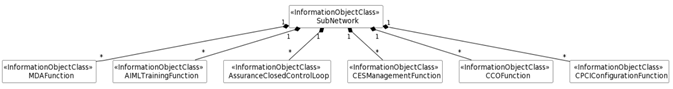 «InformationObjectClass»
SubNetwork
1 1 1 1 1 1
* * * * * *
«InformationObjectClass» «InformationObjectClass» «InformationObjectClass» «InformationObjectClass» «InformationObjectClass» «InformationObjectClass»
MDAFunction AIMLTrainingFunction AssuranceClosedControlLoop CESManagementFunction CCOFunction CPCIConfigurationFunction